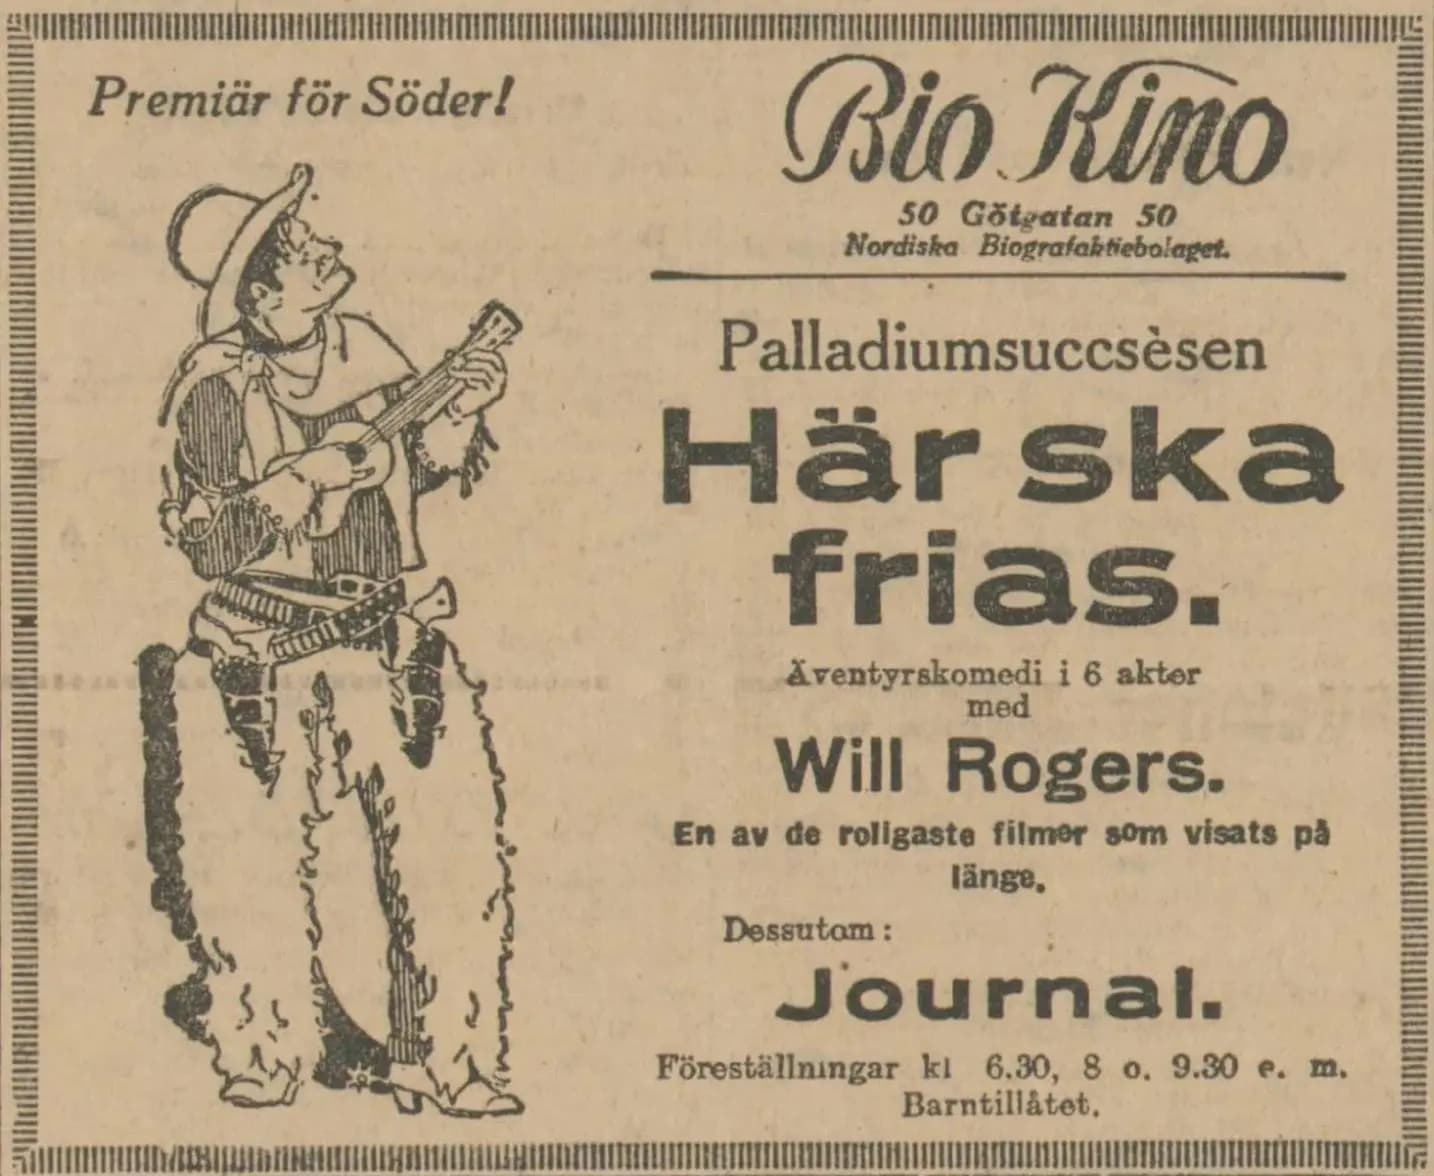 Premiär för Söder!
Bio Kino
50 Götgatan 50
Nordiska Biografaktiebolaget.
Palladiumsuccsèsen
Här ska
frias.
Äventyrskomedi i 6 akter
med
Will Rogers.
En av de roligaste filmer som visats på
länge.
Dessutom:
Journal.
Föreställningar kl 6.30, 8 o. 9.30 e. m.
Barntillåtet.